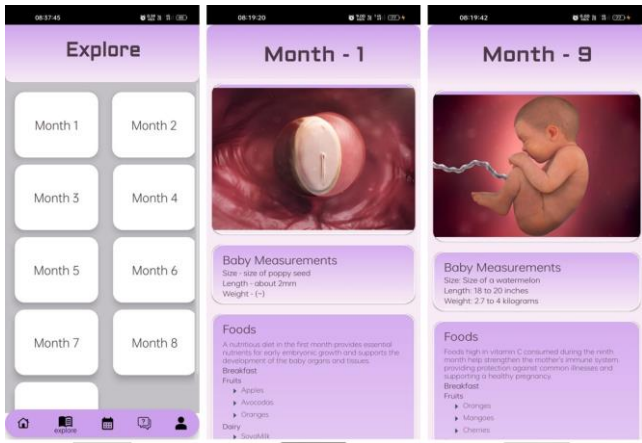 08:37:45
Explore
Month 1
Month 2
Month 3
Month 4
Month 5
Month 6
Month 7
Month 8
explore
08:19:20
Month - 1
Baby Measurements
Size - size of poppy seed
Length - about 2mm
Weight - (-)
Foods
A nutritious diet in the first month provides essential
nutrients for early embryonic growth and supports the
development of the baby organs and tissues.
Breakfast
Fruits
Apples
Avocados
Oranges
Dairy
SoyaMilk
08:19:42
Month - 9
Baby Measurements
Size: Size of a watermelon
Length: 18 to 20 inches
Weight: 2.7 to 4 kilograms
Foods
Foods high in vitamin C consumed during the ninth
month help strengthen the mother's immune system,
providing protection against common illnesses and
supporting a healthy pregnancy.
Breakfast
Fruits
Oranges
Mangoes
Cherries